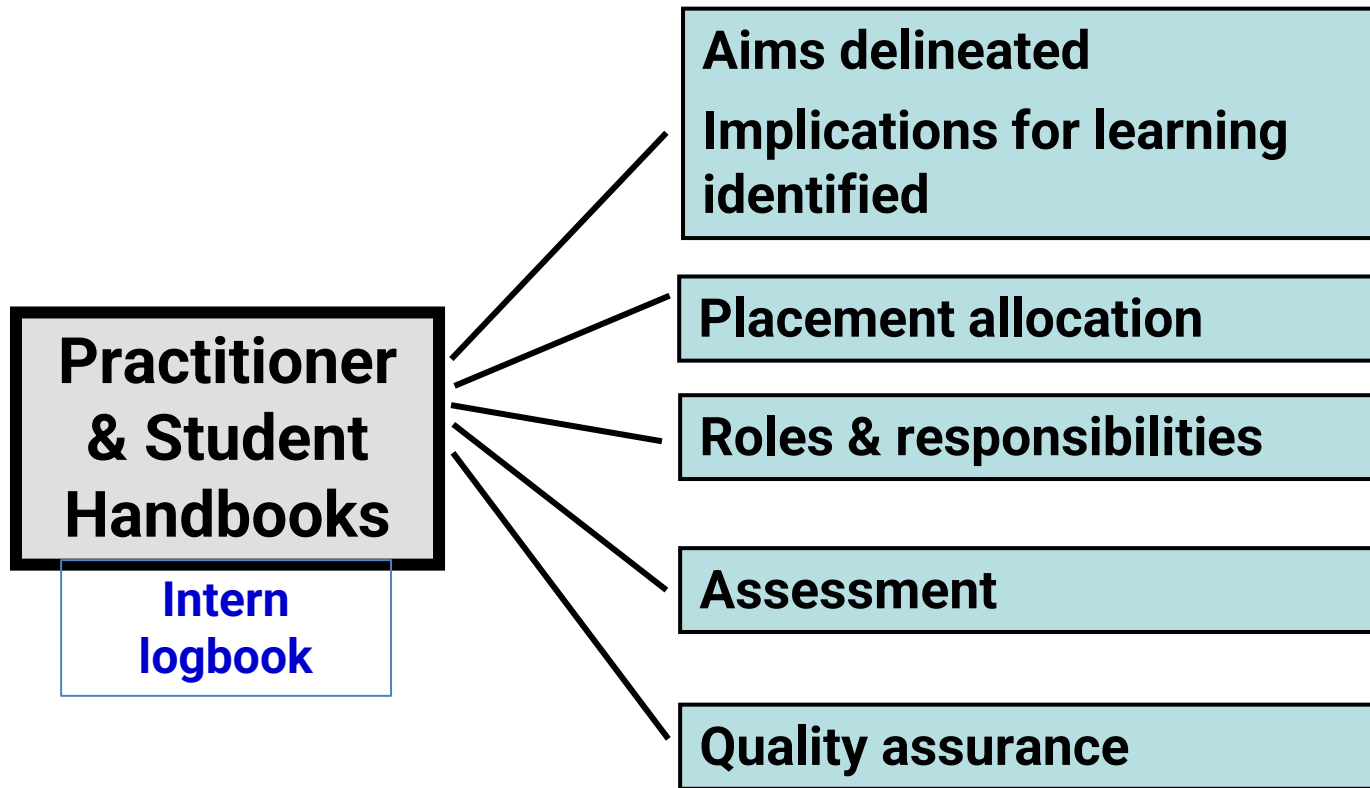 Aims delineated
Implications for learning
identified
Placement allocation
Practitioner
& Student
Handbooks
Roles & responsibilities
Assessment
Intern
logbook
Quality assurance